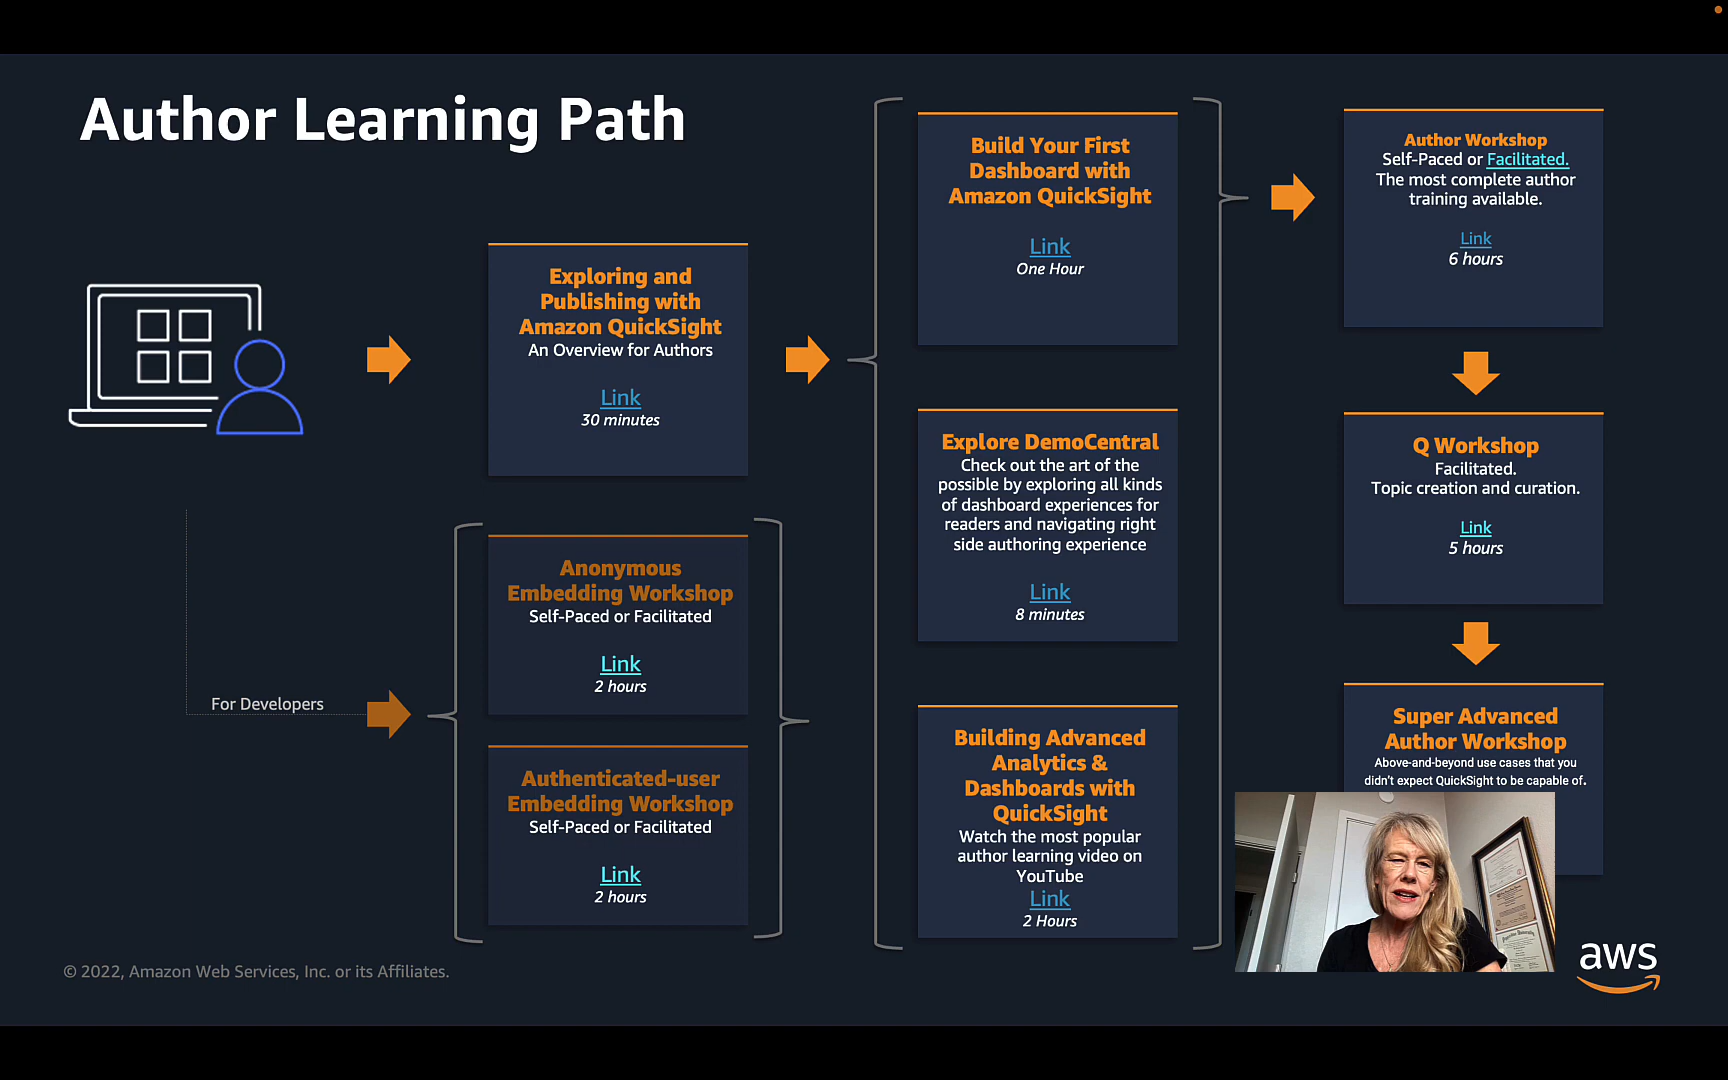 Author Learning Path
Exploring and
Publishing with
Amazon QuickSight
An Overview for Authors
Link
30 minutes
For Developers
Anonymous
Embedding Workshop
Self-Paced or Facilitated
Link
2 hours
Authenticated-user
Embedding Workshop
Self-Paced or Facilitated
Link
2 hours
Build Your First
Dashboard with
Amazon QuickSight
Link
One Hour
Explore DemoCentral
Check out the art of the
possible by exploring all kinds
of dashboard experiences for
readers and navigating right
side authoring experience
Link
8 minutes
Building Advanced
Analytics &
Dashboards with
QuickSight
Watch the most popular
author learning video on
YouTube
Link
2 Hours
Author Workshop
Self-Paced or Facilitated.
The most complete author
training available.
Link
6 hours
Q Workshop
Facilitated.
Topic creation and curation.
Link
5 hours
Super Advanced
Author Workshop
Above-and-beyond use cases that you
didn't expect QuickSight to be capable of.
© 2022, Amazon Web Services, Inc. or its Affiliates.
aws